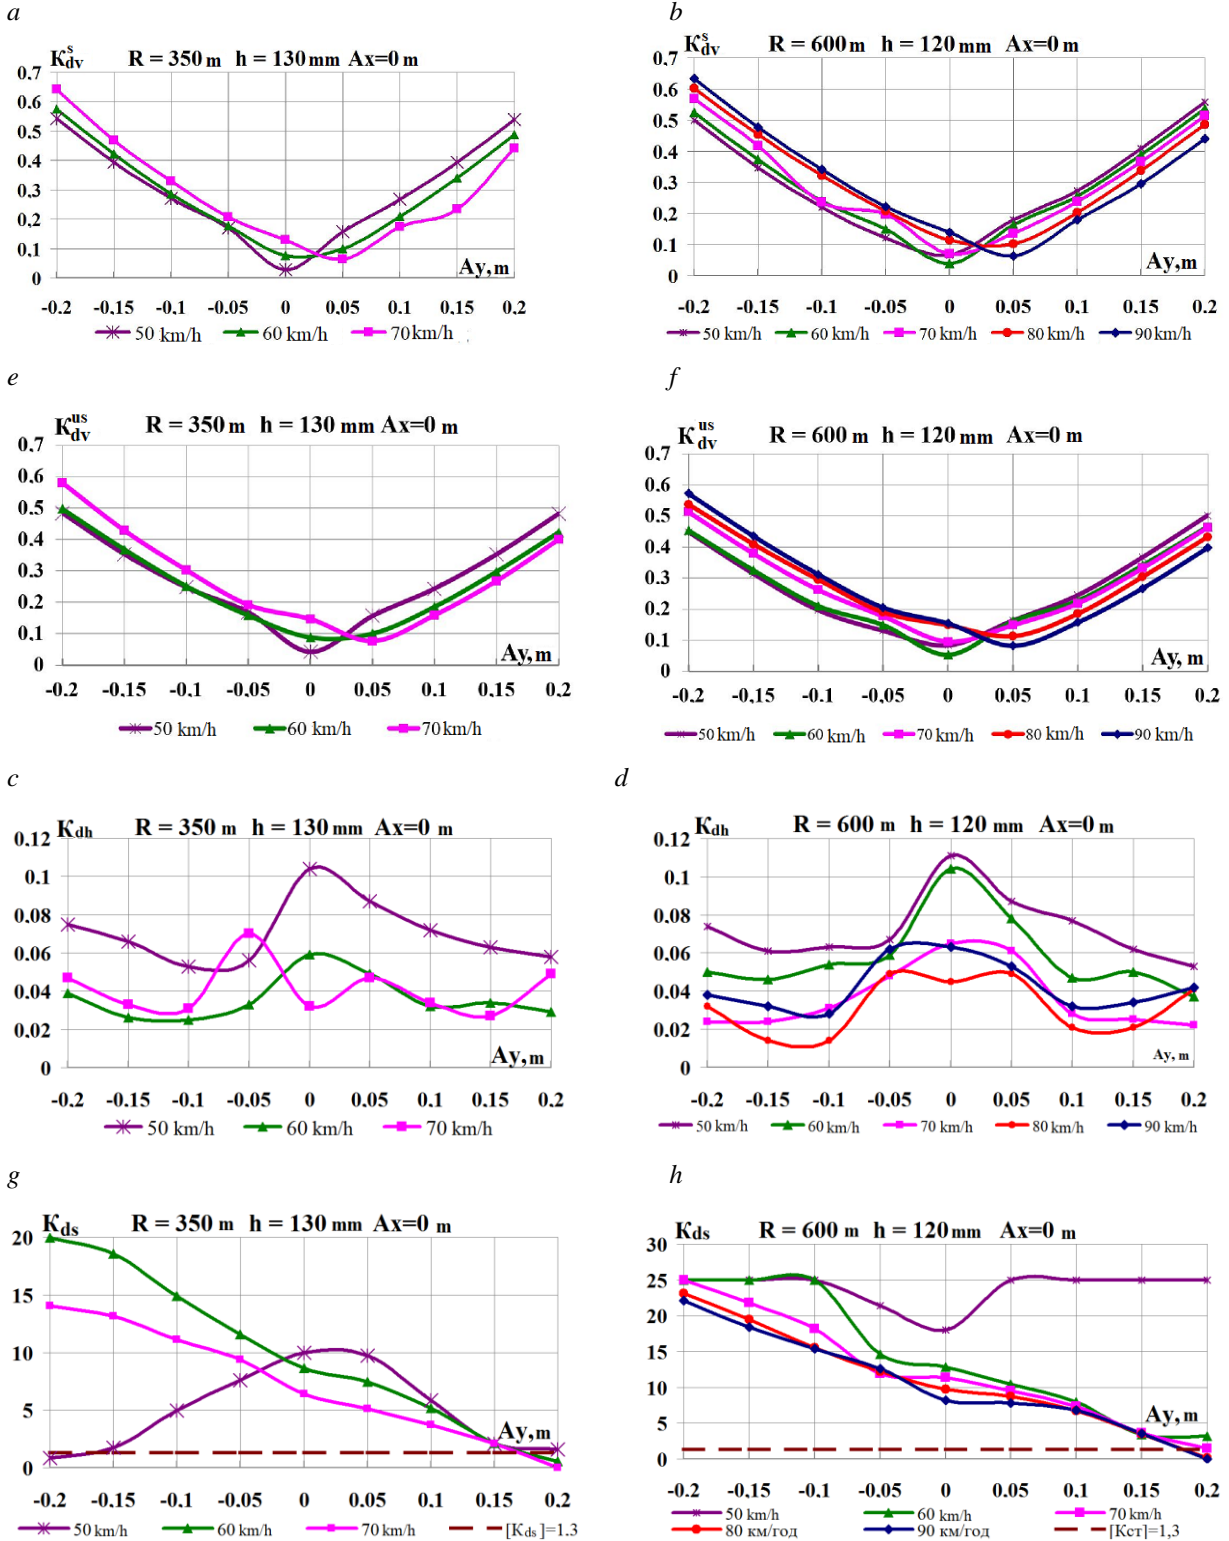 a
K^s_dv R = 350 m h = 130 mm Ax=0 m
0.7
0.6
0.5
0.4
0.3
0.2
0.1
0
Ay, m
-0.2 -0.15 -0.1 -0.05 0 0.05 0.1 0.15 0.2
50 km/h 60 km/h 70 km/h
b
K^s_dv R = 600 m h = 120 mm Ax=0 m
0.7
0.6
0.5
0.4
0.3
0.2
0.1
0
Ay, m
-0.2 -0.15 -0.1 -0.05 0 0.05 0.1 0.15 0.2
50 km/h 60 km/h 70 km/h 80 km/h 90 km/h
e
K^us_dv R = 350 m h = 130 mm Ax=0 m
0.7
0.6
0.5
0.4
0.3
0.2
0.1
0
Ay, m
-0.2 -0.15 -0.1 -0.05 0 0.05 0.1 0.15 0.2
50 km/h 60 km/h 70 km/h
f
K^us_dv R = 600 m h = 120 mm Ax=0 m
0.7
0.6
0.5
0.4
0.3
0.2
0.1
0
Ay, m
-0.2 -0.15 -0.1 -0.05 0 0.05 0.1 0.15 0.2
50 km/h 60 km/h 70 km/h 80 km/h 90 km/h
c
K_dh R = 350 m h = 130 mm Ax=0 m
0.12
0.1
0.08
0.06
0.04
0.02
0
Ay, m
-0.2 -0.15 -0.1 -0.05 0 0.05 0.1 0.15 0.2
50 km/h 60 km/h 70 km/h
d
K_dh R = 600 m h = 120 mm Ax=0 m
0.12
0.1
0.08
0.06
0.04
0.02
0
Ay, m
-0.2 -0.15 -0.1 -0.05 0 0.05 0.1 0.15 0.2
50 km/h 60 km/h 70 km/h 80 km/h 90 km/h
g
K_ds R = 350 m h = 130 mm Ax=0 m
20
15
10
5
0
Ay, m
-0.2 -0.15 -0.1 -0.05 0 0.05 0.1 0.15 0.2
50 km/h 60 km/h 70 km/h [K_ds]=1.3
h
K_ds R = 600 m h = 120 mm Ax=0 m
30
25
20
15
10
5
0
Ay, m
-0.2 -0.15 -0.1 -0.05 0 0.05 0.1 0.15 0.2
50 km/h 60 km/h 70 km/h
80 км/год 90 км/год [Кст]=1,3